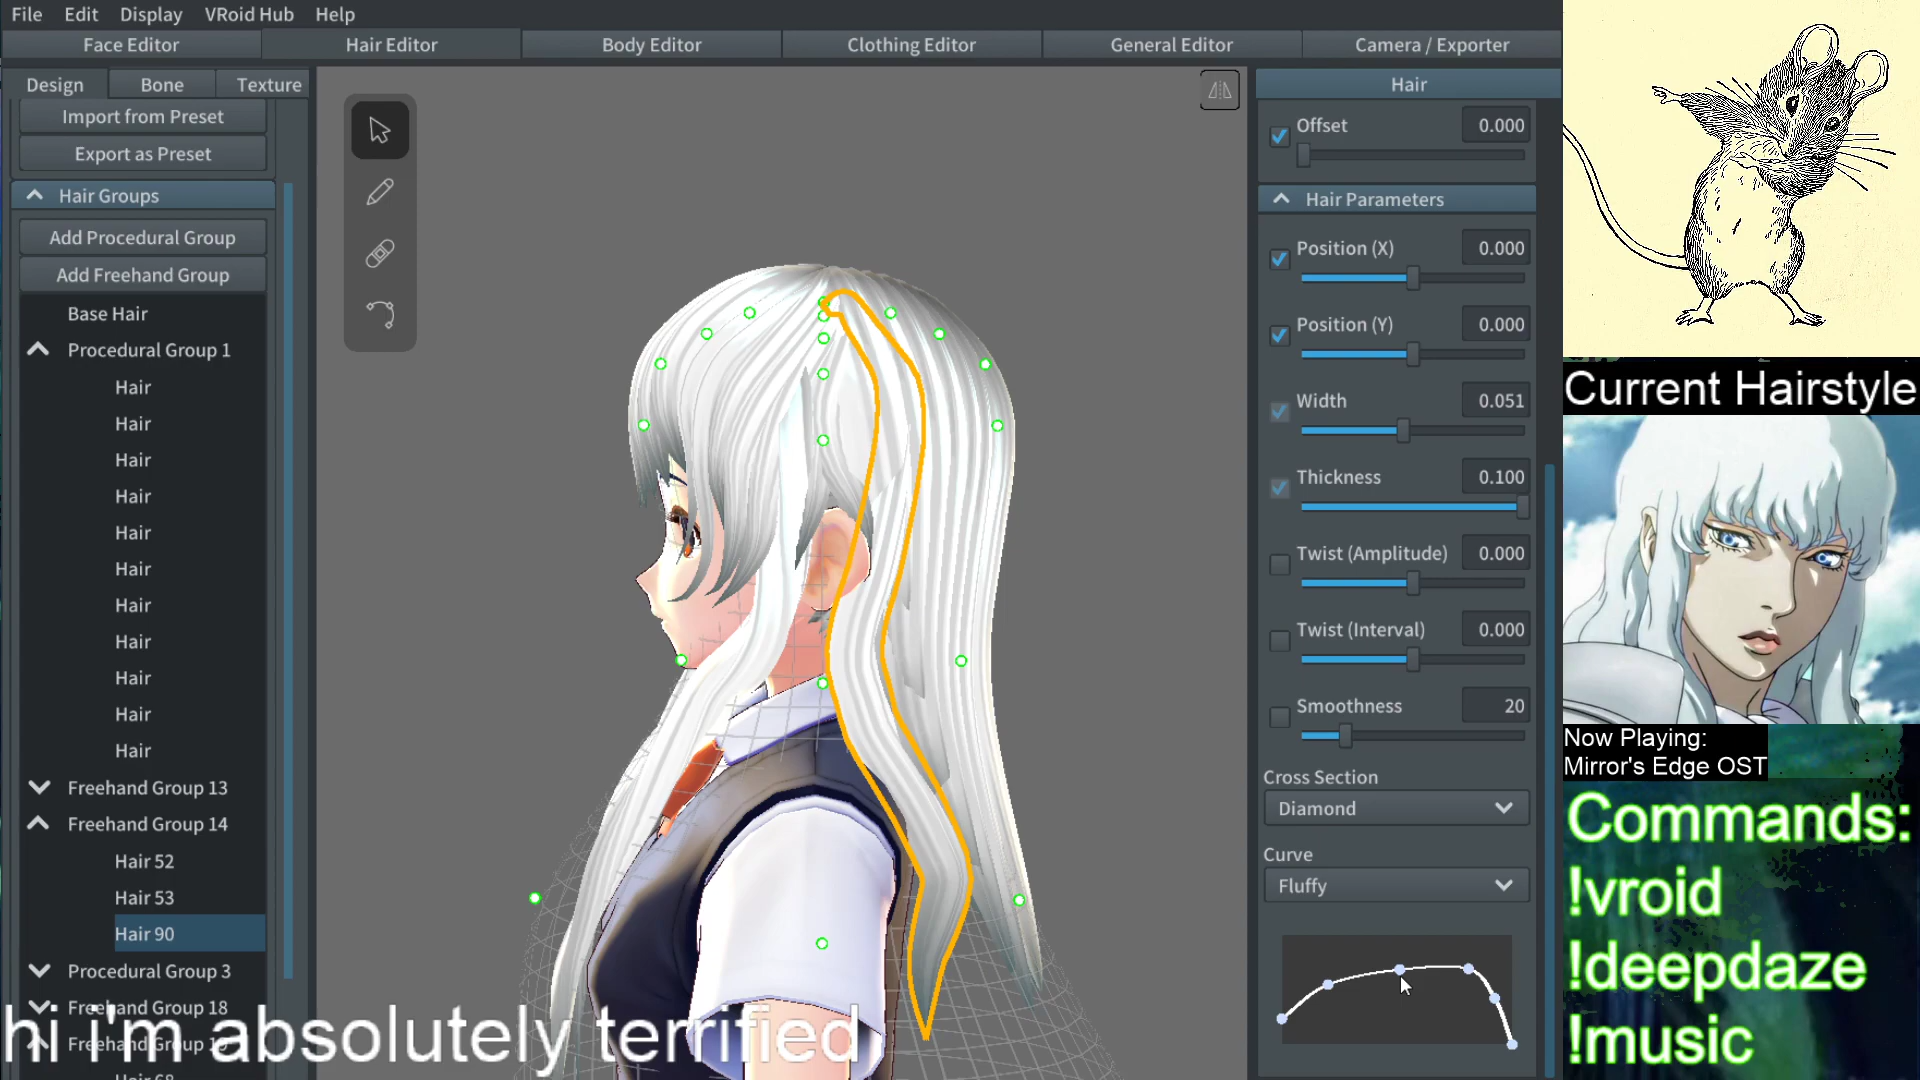 File Edit Display VRoid Hub Help
Face Editor Hair Editor Body Editor Clothing Editor General Editor Camera / Exporter
Design Bone Texture
Import from Preset
Export as Preset
Hair Groups
Add Procedural Group
Add Freehand Group
Base Hair
Procedural Group 1
Hair
Hair
Hair
Hair
Hair
Hair
Hair
Hair
Hair
Hair
Hair
Freehand Group 13
Freehand Group 14
Hair 52
Hair 53
Hair 90
Procedural Group 3
Freehand Group 18
Freehand Group
Hair 68
hi i'm absolutely terrified
Hair
Offset 0.000
Hair Parameters
Position (X) 0.000
Position (Y) 0.000
Width 0.051
Thickness 0.100
Twist (Amplitude) 0.000
Twist (Interval) 0.000
Smoothness 20
Cross Section
Diamond
Curve
Fluffy
Current Hairstyle
Now Playing:
Mirror's Edge OST
Commands:
!vroid
!deepdaze
!music